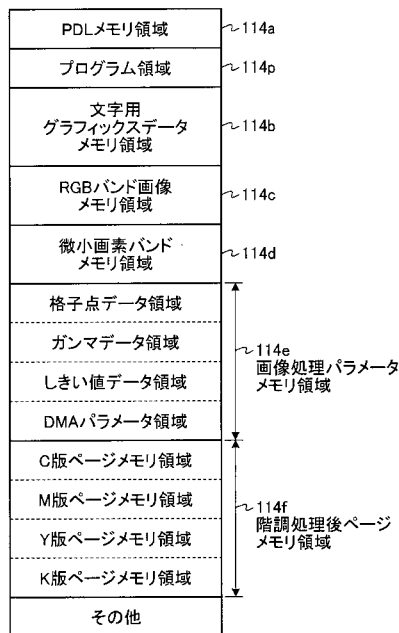 PDLメモリ領域
114a
プログラム領域
114p
文字用
グラフィックスデータ
メモリ領域
114b
RGBバンド画像
メモリ領域
114c
微小画素バンド
メモリ領域
114d
格子点データ領域
ガンマデータ領域
しきい値データ領域
DMAパラメータ領域
114e
画像処理パラメータ
メモリ領域
C版ページメモリ領域
M版ページメモリ領域
Y版ページメモリ領域
K版ページメモリ領域
114f
階調処理後ページ
メモリ領域
その他